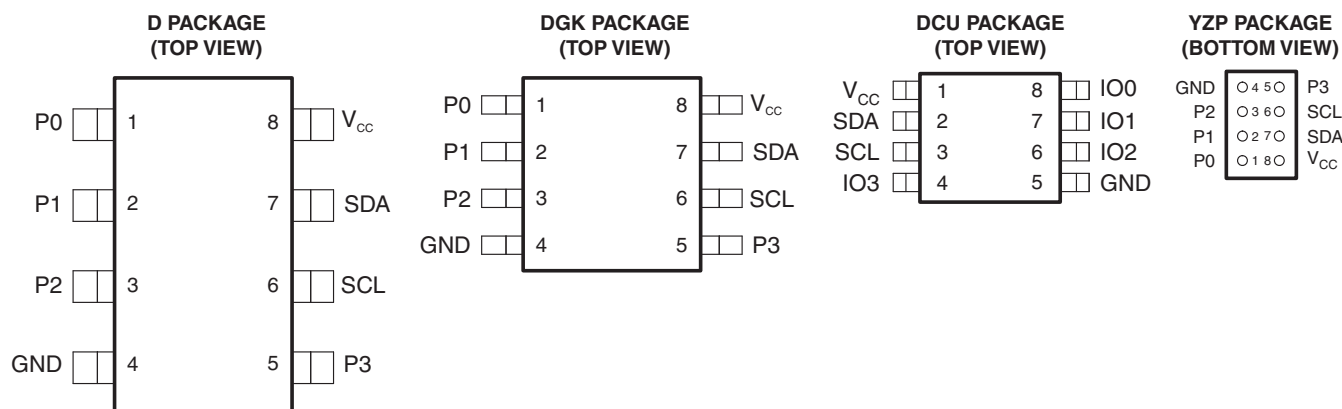 D PACKAGE
(TOP VIEW)
P0 1 8 VCC
P1 2 7 SDA
P2 3 6 SCL
GND 4 5 P3
DGK PACKAGE
(TOP VIEW)
P0 1 8 VCC
P1 2 7 SDA
P2 3 6 SCL
GND 4 5 P3
DCU PACKAGE
(TOP VIEW)
VCC 1 8 IO0
SDA 2 7 IO1
SCL 3 6 IO2
IO3 4 5 GND
YZP PACKAGE
(BOTTOM VIEW)
GND 4 5 P3
P2 3 6 SCL
P1 2 7 SDA
P0 1 8 VCC